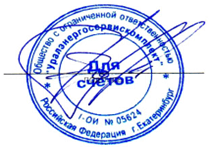 Общество с ограниченной ответственностью
"Уралэнергосервискомплект"
Для
счетов
1-ОИ № 05624
Российская Федерация г.Екатеринбург